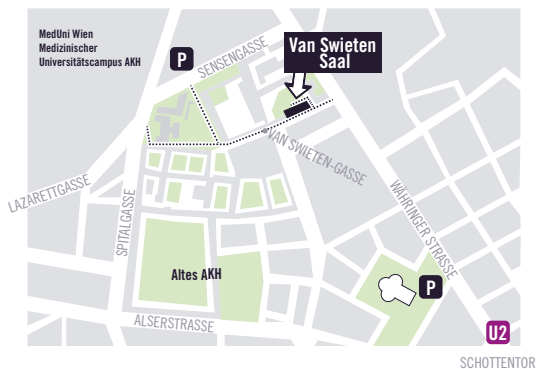 MedUni Wien
Medizinischer
Universitätscampus AKH
P
SENSENGASSE
Van Swieten
Saal
VAN SWIETEN-GASSE
LAZARETTGASSE
SPITALGASSE
WÄHRINGER STRASSE
Altes AKH
P
ALSERSTRASSE
U2
SCHOTTENTOR